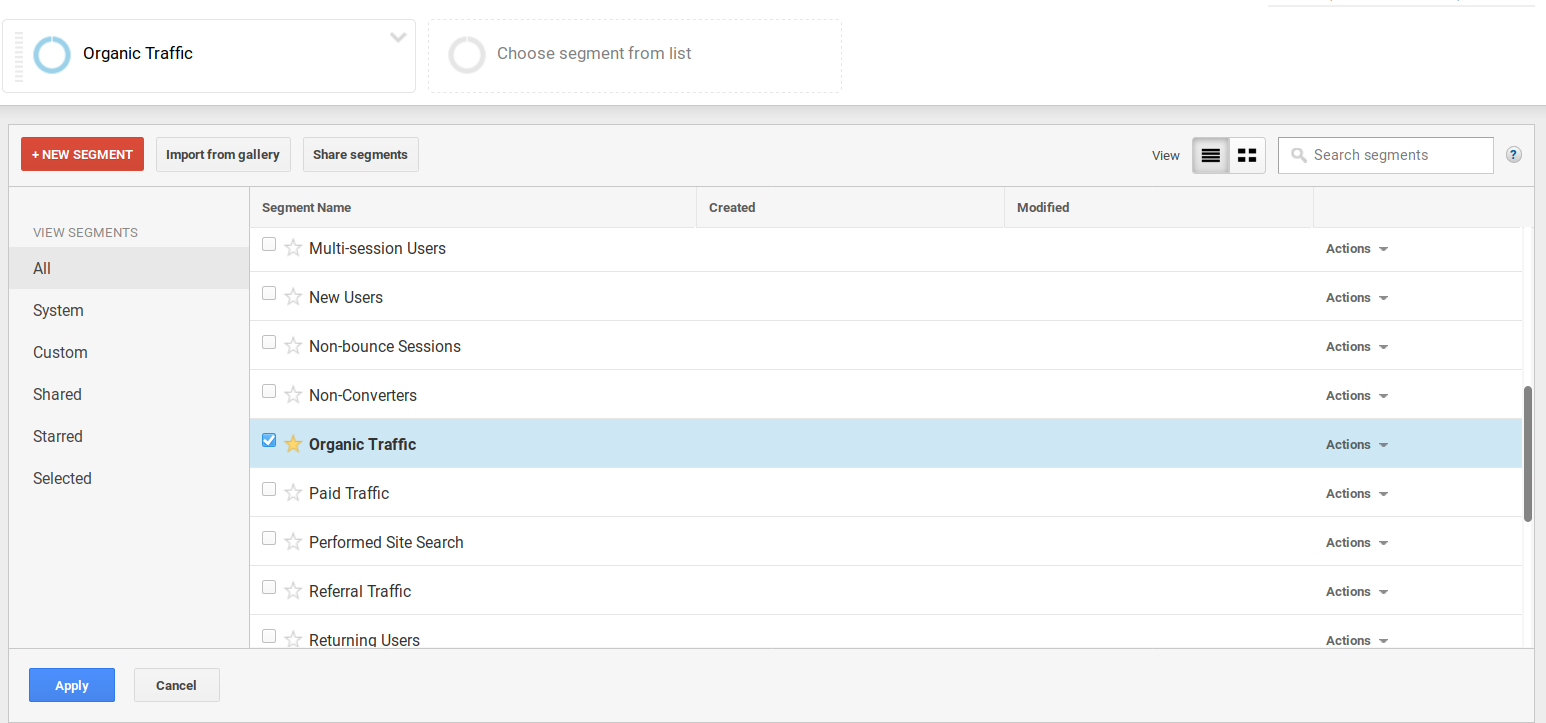 Organic Traffic
Choose segment from list
+ NEW SEGMENT
Import from gallery
Share segments
View
Search segments
?
VIEW SEGMENTS
All
System
Custom
Shared
Starred
Selected
Segment Name Created Modified
Multi-session Users Actions
New Users Actions
Non-bounce Sessions Actions
Non-Converters Actions
Organic Traffic Actions
Paid Traffic Actions
Performed Site Search Actions
Referral Traffic Actions
Returning Users Actions
Apply
Cancel